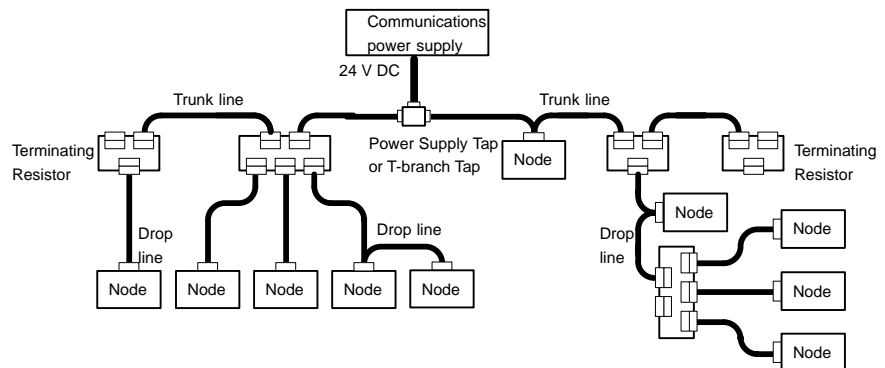 Communications
power supply
24 V DC
Trunk line
Trunk line
Terminating
Resistor
Power Supply Tap
or T-branch Tap
Node
Terminating
Resistor
Node
Drop
line
Drop line
Drop
line
Node
Node
Node
Node
Node
Node
Node
Node